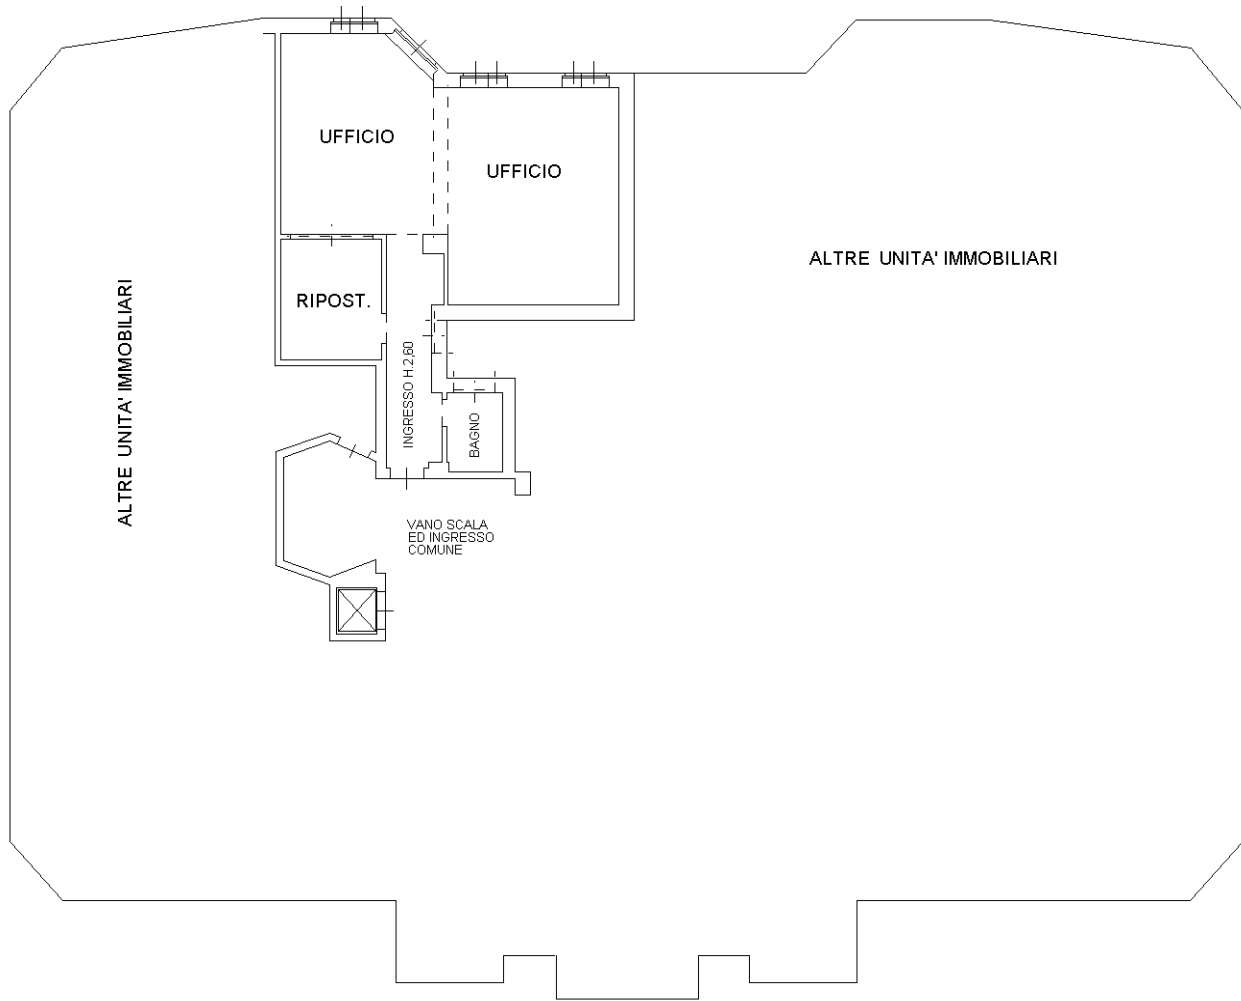 UFFICIO
UFFICIO
ALTRE UNITA' IMMOBILIARI
RIPOST.
ALTRE UNITA' IMMOBILIARI
INGRESSO H.2,60
BAGNO
VANO SCALA
ED INGRESSO
COMUNE